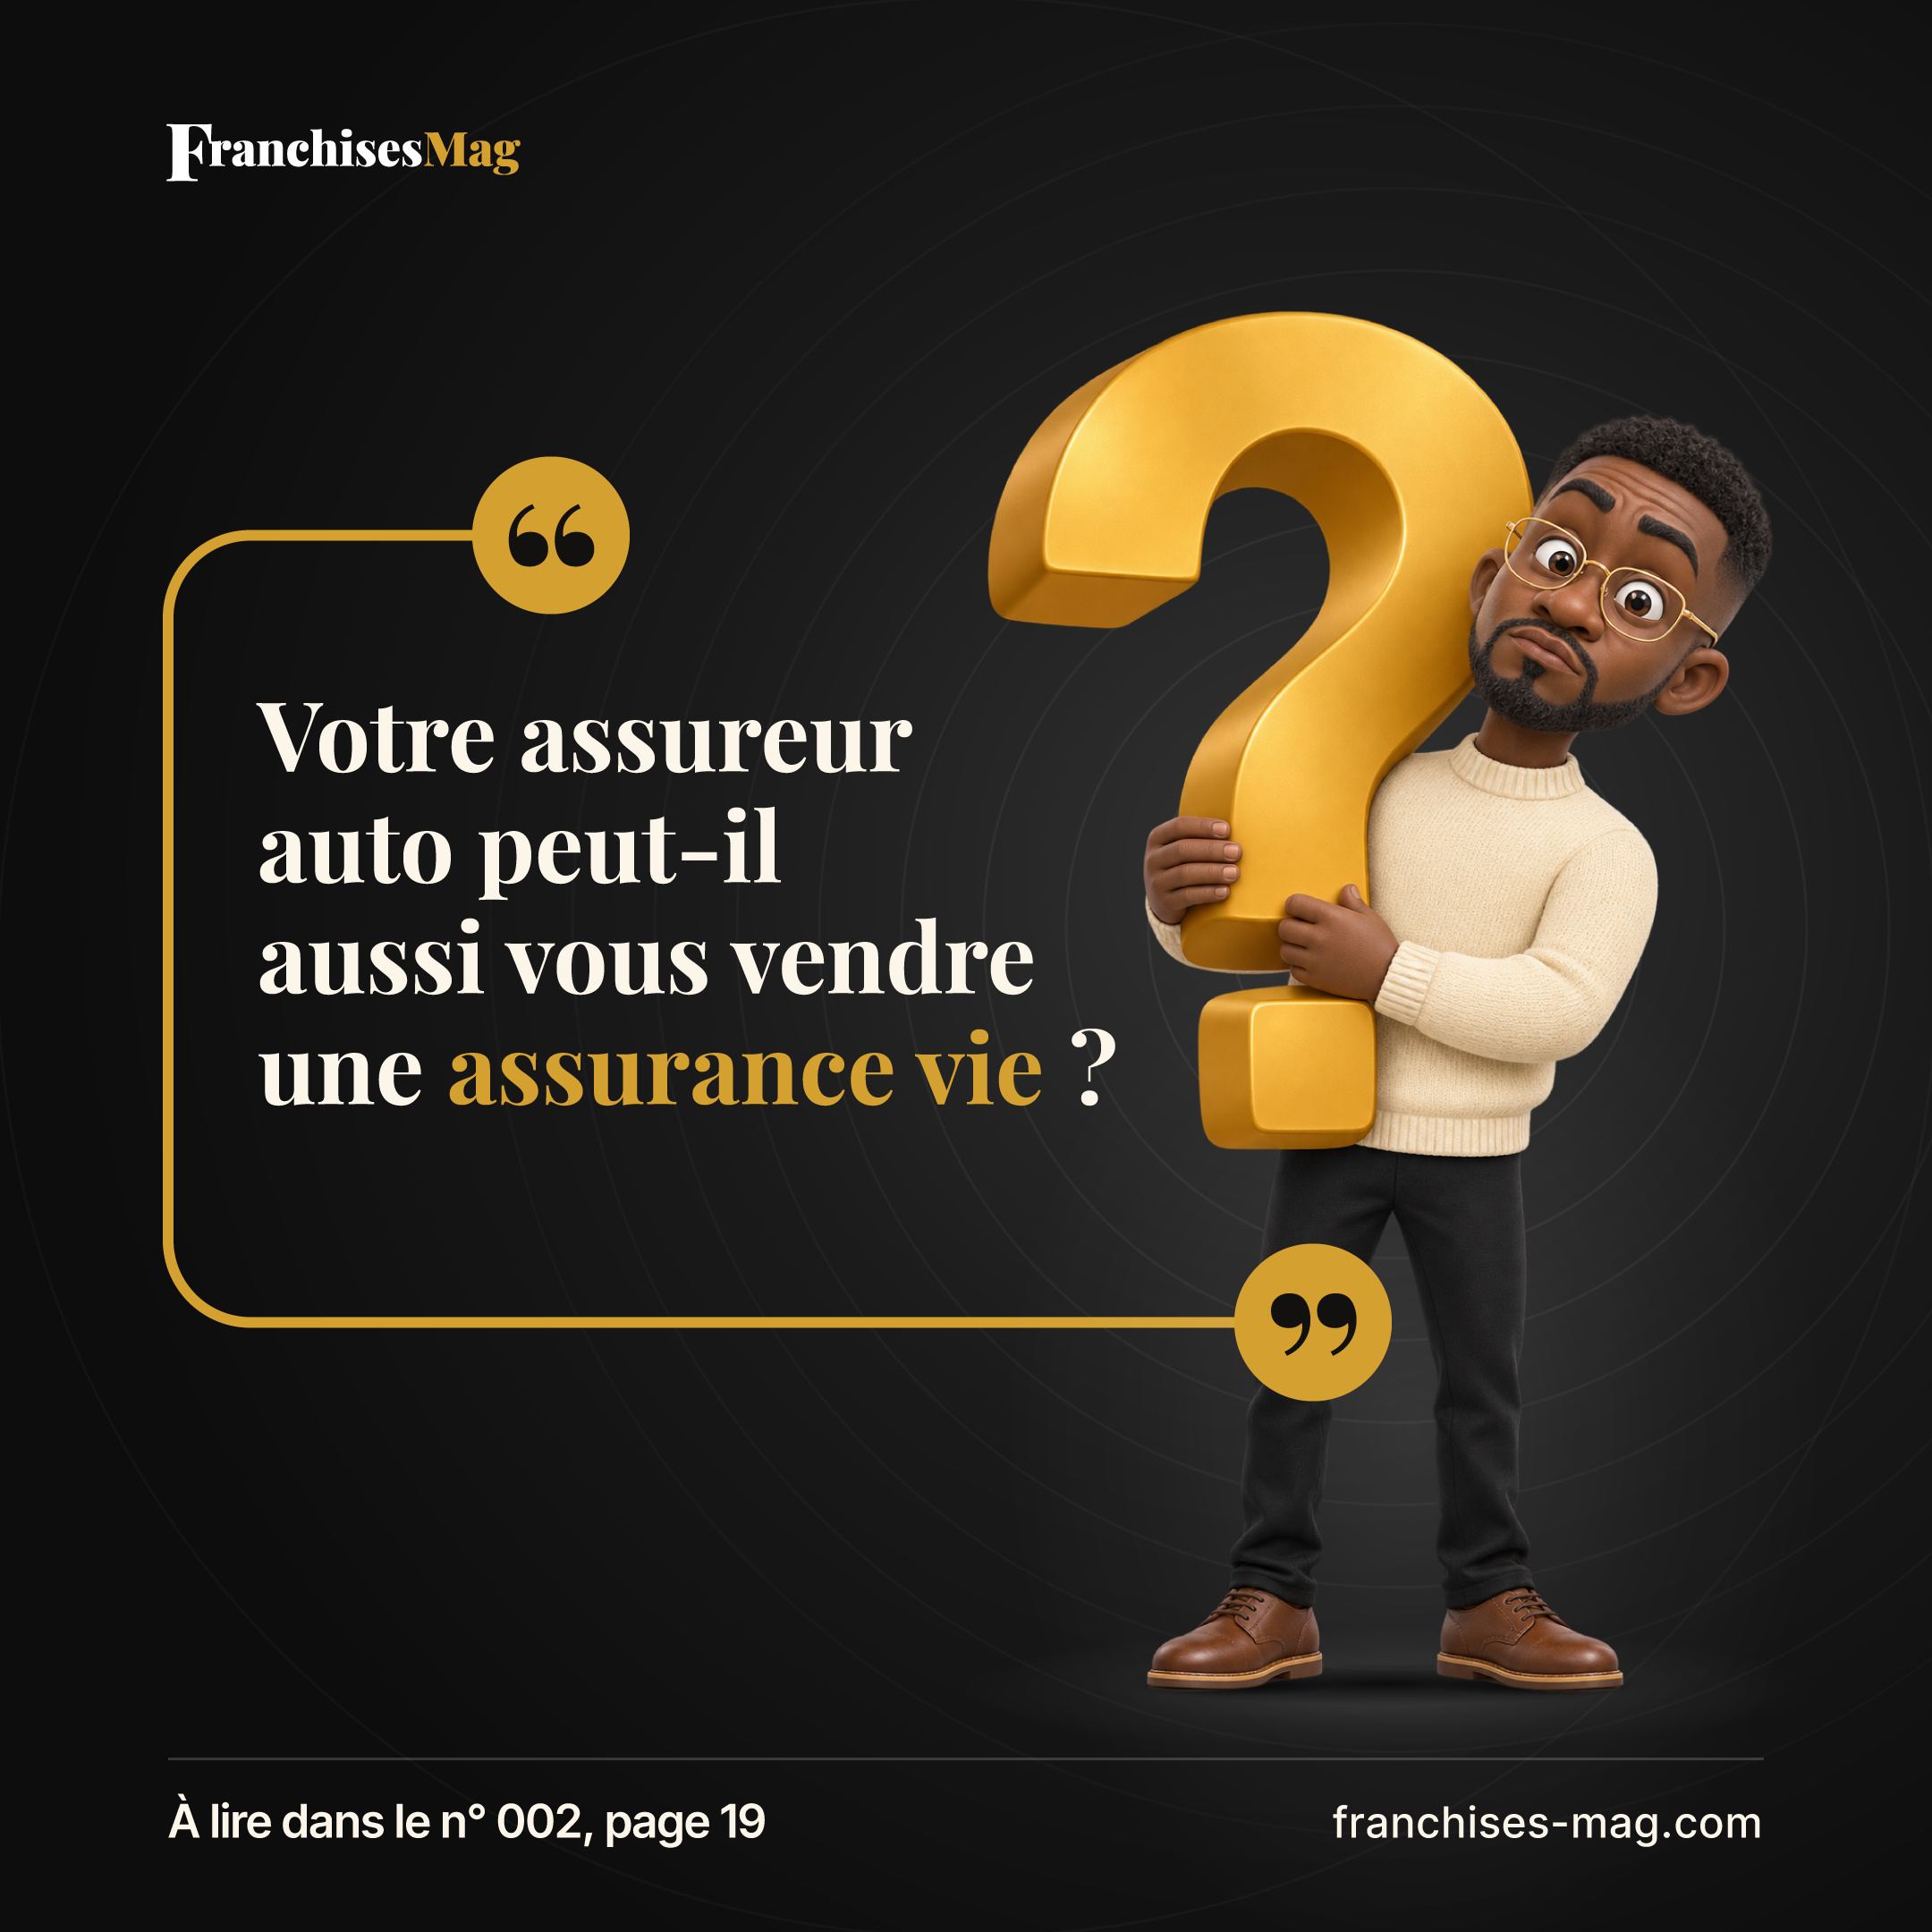 FranchisesMag
“
Votre assureur
auto peut-il
aussi vous vendre
une assurance vie ?
”
À lire dans le n° 002, page 19
franchises-mag.com